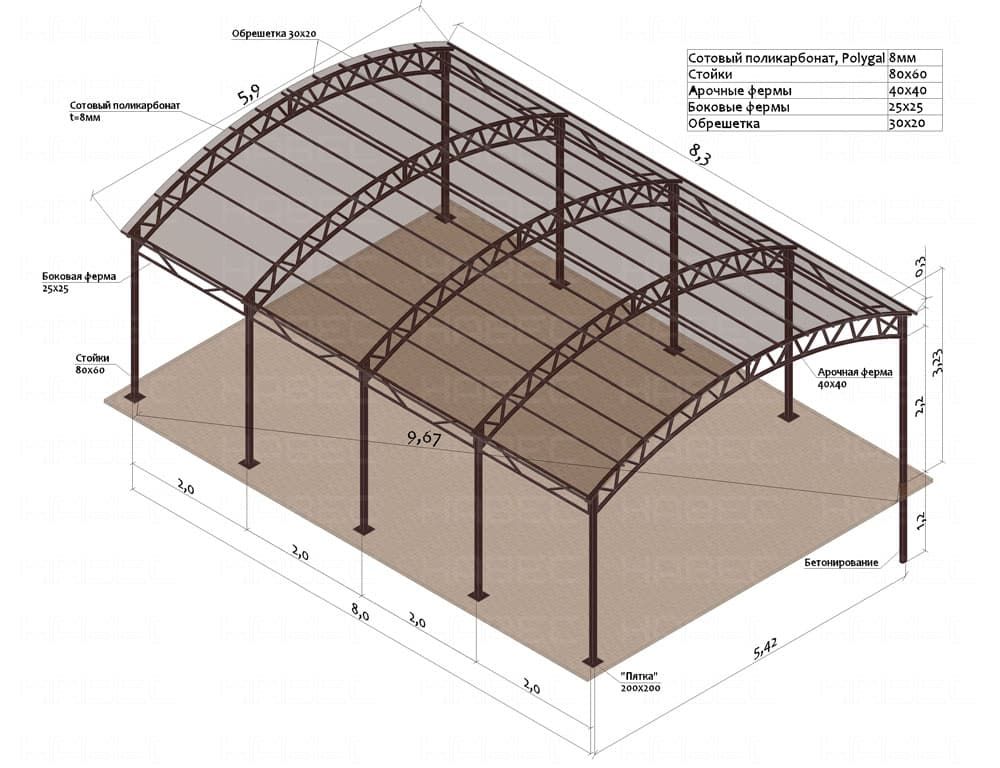 Обрешетка 30х20
5,9
Сотовый поликарбонат
t=8мм
Сотовый поликарбонат, Polygal 8мм
Стойки 80х60
Арочные фермы 40х40
Боковые фермы 25х25
Обрешетка 30х20
8,3
0,3
Боковая ферма
25х25
Стойки
80х60
Арочная ферма
40х40
3,23
2,2
9,67
2,0
2,0
8,0
2,0
2,0
1,2
Бетонирование
5,42
"Пятка"
200х200